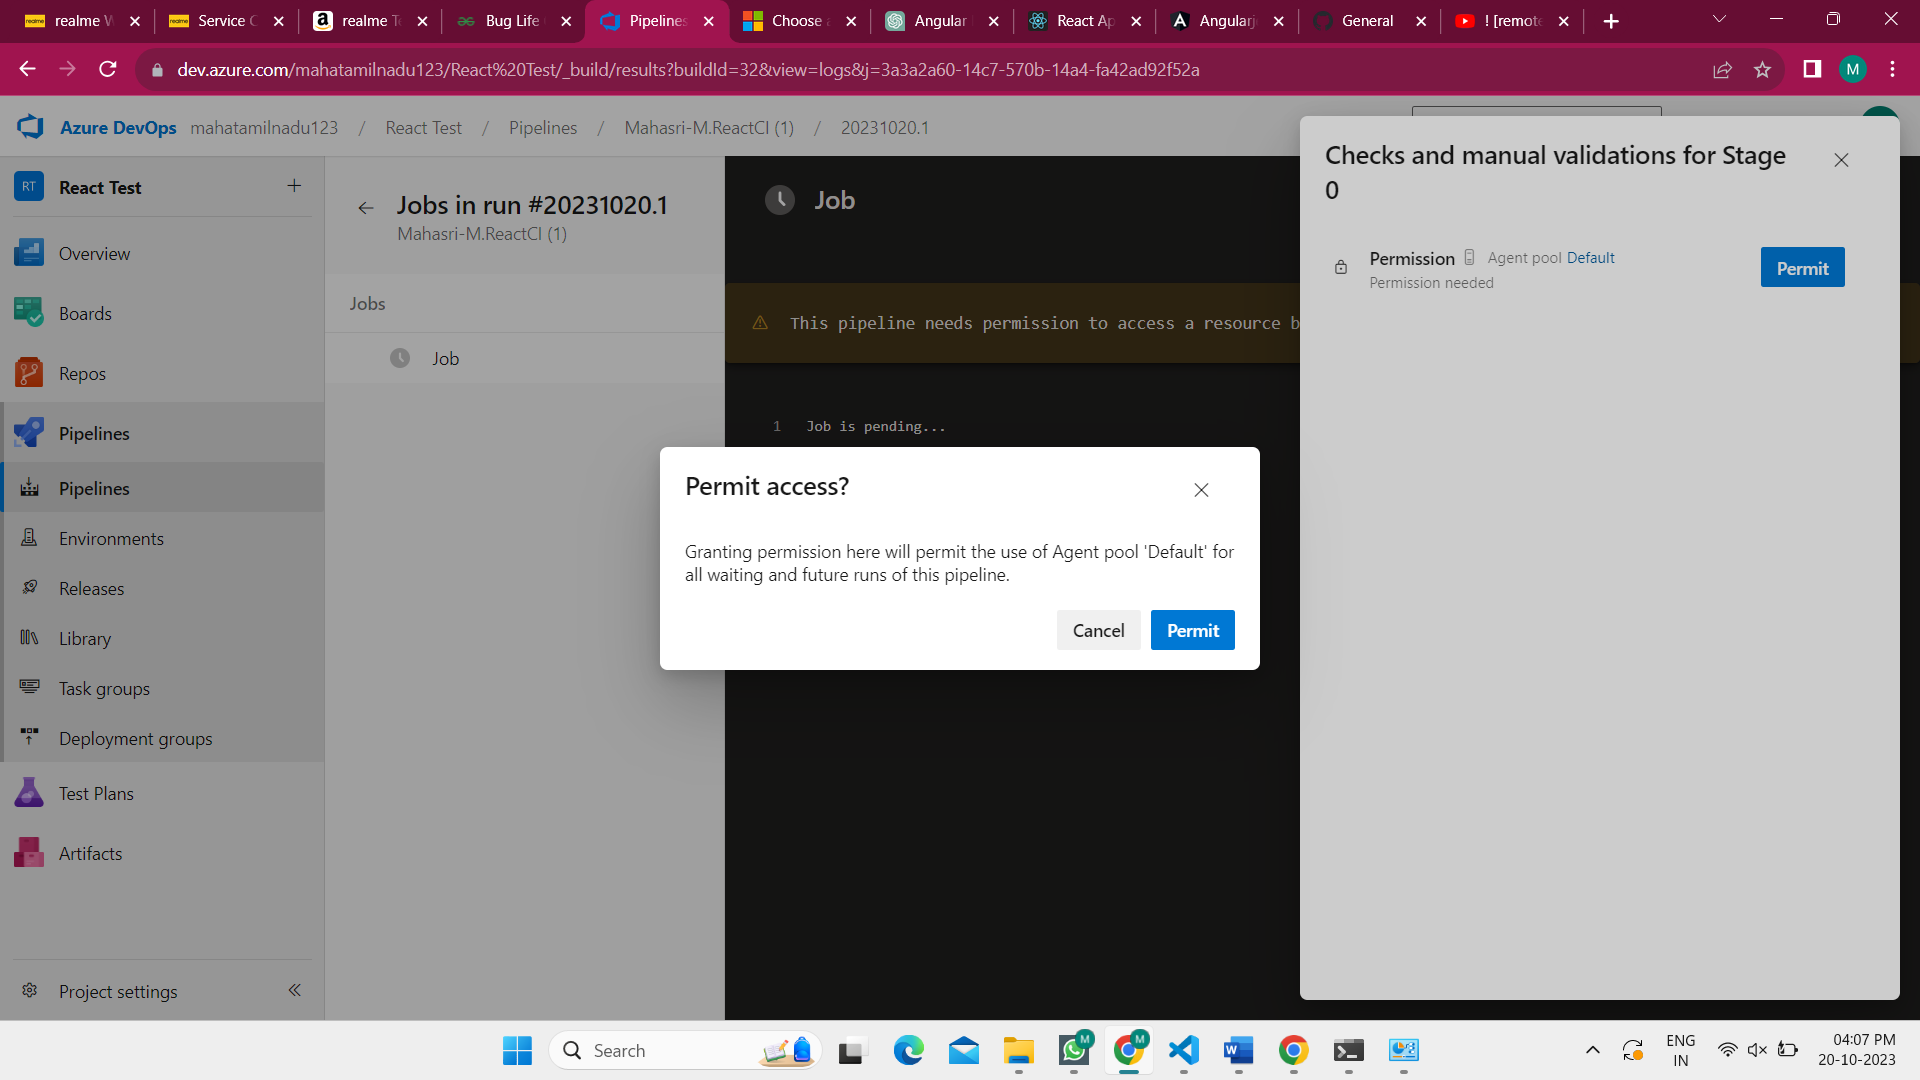 realme
Service C
realme Te
Bug Life
Pipelines
Choose a
Angular
React Ap
Angularj
General
! [remote
dev.azure.com/mahatamilnadu123/React%20Test/_build/results?buildId=32&view=logs&j=3a3a2a60-14c7-570b-14a4-fa42ad92f52a
M
Azure DevOps
mahatamilnadu123 / React Test / Pipelines / Mahasri-M.ReactCI (1) / 20231020.1
RT
React Test
Overview
Boards
Repos
Pipelines
Pipelines
Environments
Releases
Library
Task groups
Deployment groups
Test Plans
Artifacts
Project settings
Jobs in run #20231020.1
Mahasri-M.ReactCI (1)
Jobs
Job
Job
This pipeline needs permission to access a resource b
1 Job is pending...
Checks and manual validations for Stage
0
Permission Agent pool Default
Permission needed
Permit
Permit access?
Granting permission here will permit the use of Agent pool 'Default' for
all waiting and future runs of this pipeline.
Cancel
Permit
Search
ENG
IN
04:07 PM
20-10-2023